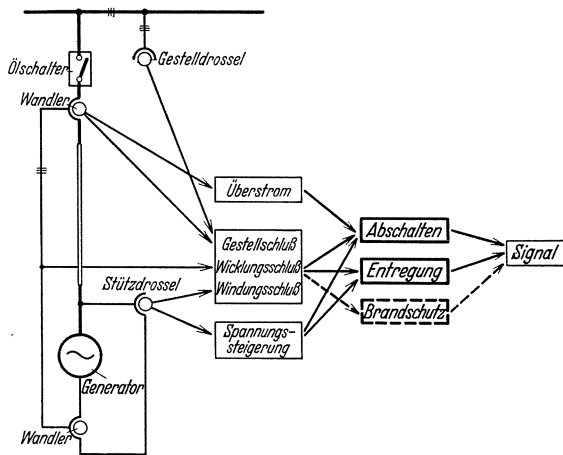 Gestelldrossel
Ölschalter
Wandler
Überstrom
Abschalten
Gestellschluß
Wicklungsschluß
Windungsschluß
Entregung
Signal
Stützdrossel
Brandschutz
Spannungs-
steigerung
Generator
Wandler